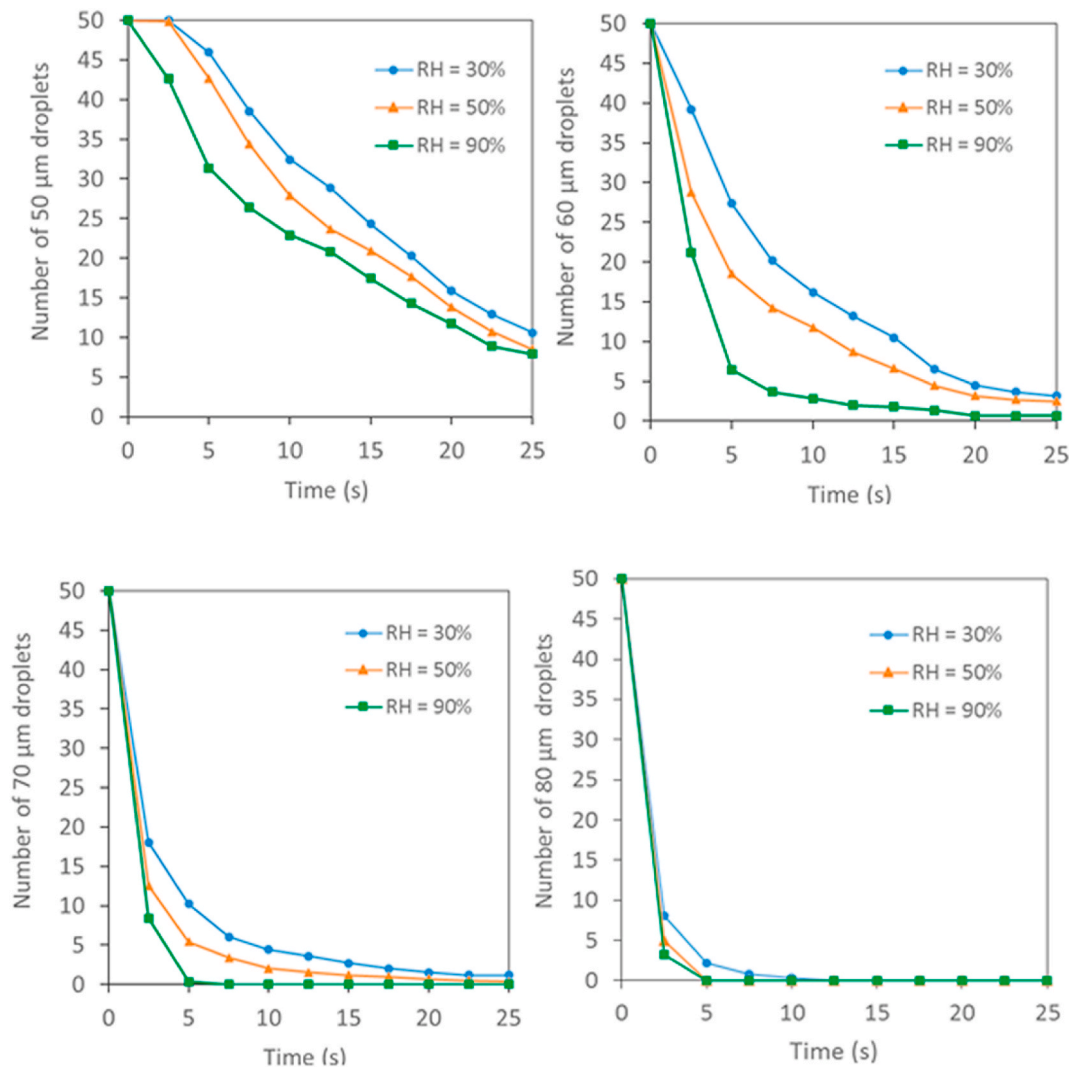 Number of 50 µm droplets
50
45
40
35
30
25
20
15
10
5
0
RH = 30%
RH = 50%
RH = 90%
0 5 10 15 20 25
Time (s)
Number of 60 µm droplets
50
45
40
35
30
25
20
15
10
5
0
RH = 30%
RH = 50%
RH = 90%
0 5 10 15 20 25
Time (s)
Number of 70 µm droplets
50
45
40
35
30
25
20
15
10
5
0
RH = 30%
RH = 50%
RH = 90%
0 5 10 15 20 25
Time (s)
Number of 80 µm droplets
50
45
40
35
30
25
20
15
10
5
0
RH = 30%
RH = 50%
RH = 90%
0 5 10 15 20 25
Time (s)